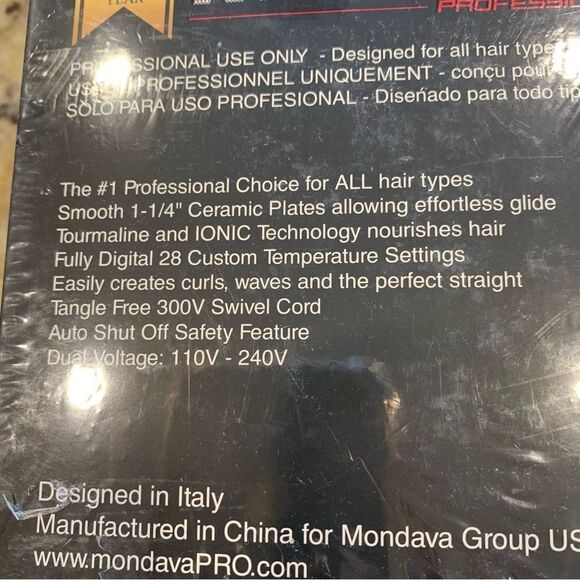 YEAR
PROFESSIONAL USE ONLY - Designed for all hair type
PROFESSIONNEL UNIQUEMENT - conçu pour
SOLO PARA USO PROFESIONAL - Diseñado para todo tip
The #1 Professional Choice for ALL hair types
Smooth 1-1/4" Ceramic Plates allowing effortless glide
Tourmaline and IONIC Technology nourishes hair
Fully Digital 28 Custom Temperature Settings
Easily creates curls, waves and the perfect straight
Tangle Free 300V Swivel Cord
Auto Shut Off Safety Feature
Dual Voltage: 110V - 240V
Designed in Italy
Manufactured in China for Mondava Group US
www.mondavaPRO.com